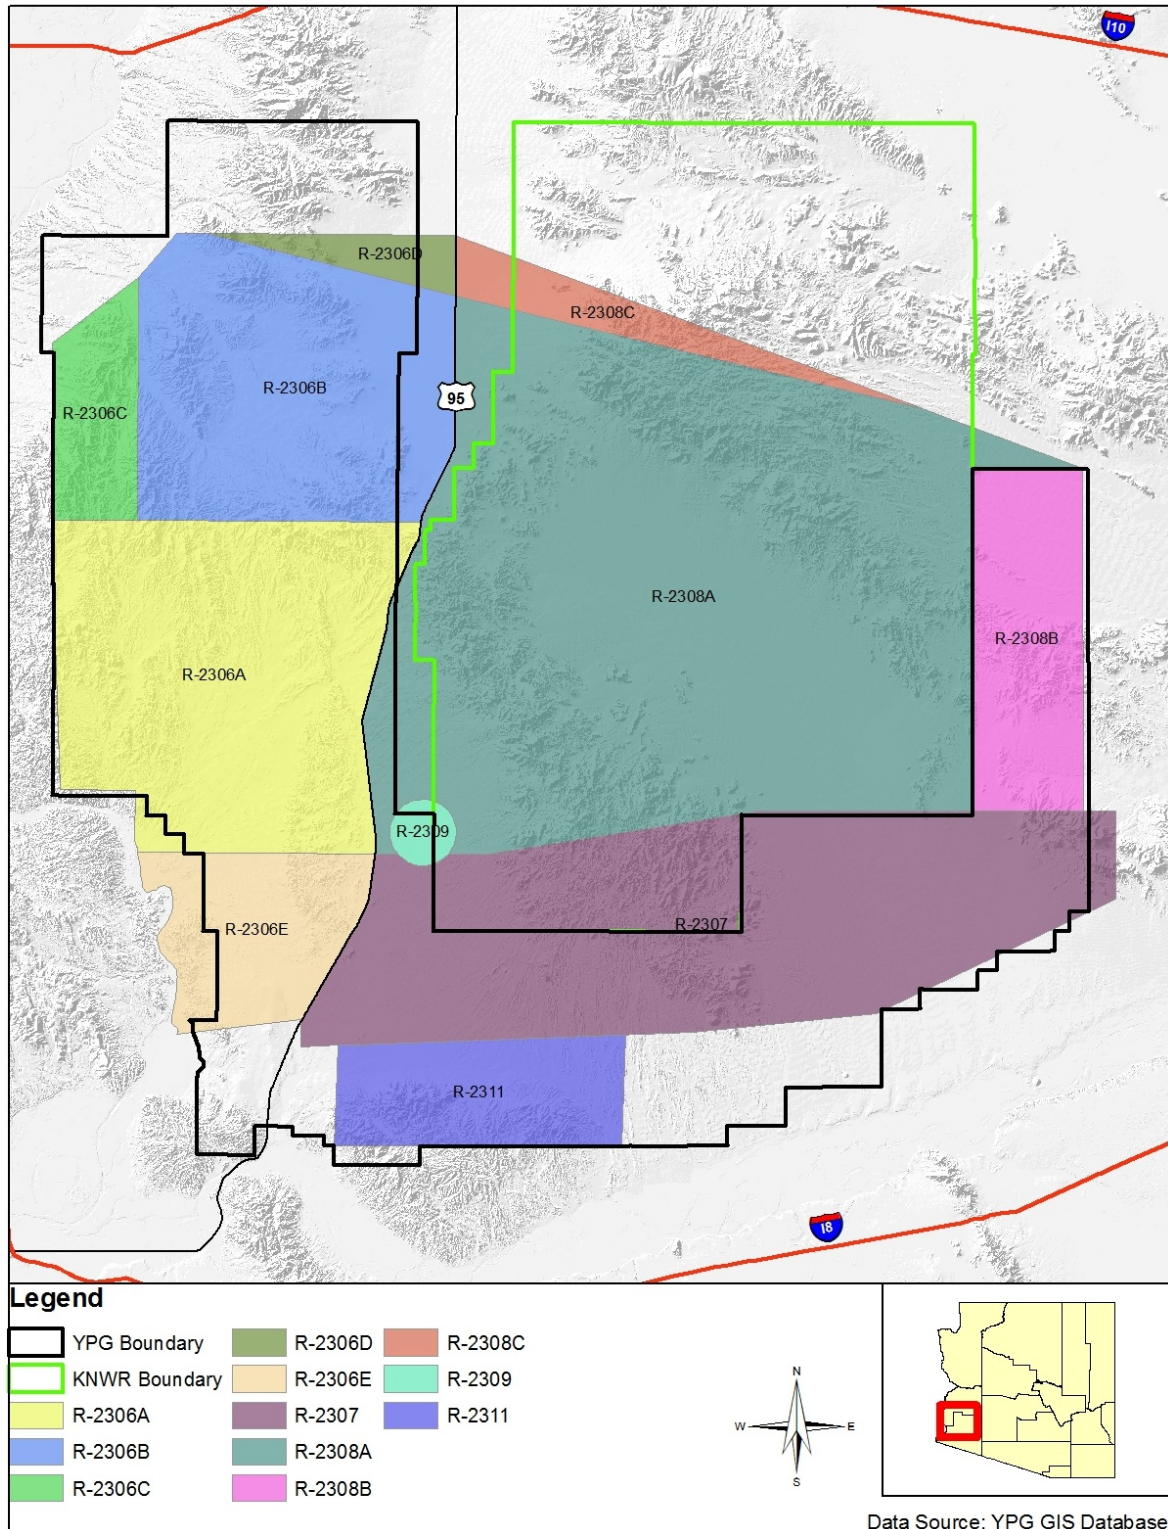 I10
R-2306D
R-2308C
R-2306B
95
R-2306C
R-2308A
R-2308B
R-2306A
R-2309
R-2307
R-2306E
R-2311
I8
Legend
YPG Boundary
KNWR Boundary
R-2306A
R-2306B
R-2306C
R-2306D
R-2306E
R-2307
R-2308A
R-2308B
R-2308C
R-2309
R-2311
N
W E
S
Data Source: YPG GIS Database